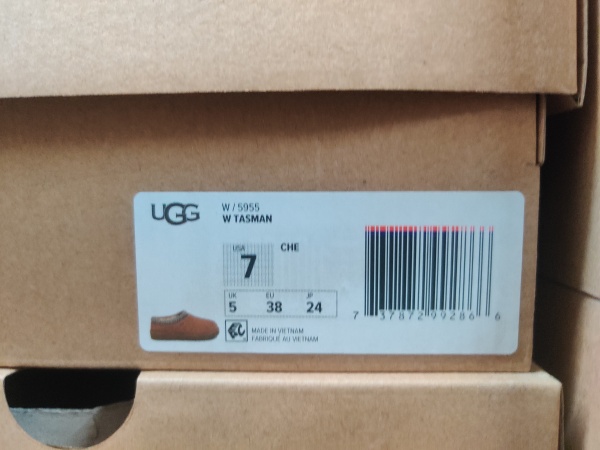 UGG
W / 5955
W TASMAN
USA
7
CHE
UK EU JP
5 38 24
7 37872 99286 6
MADE IN VIETNAM
FABRIQUÉ AU VIETNAM